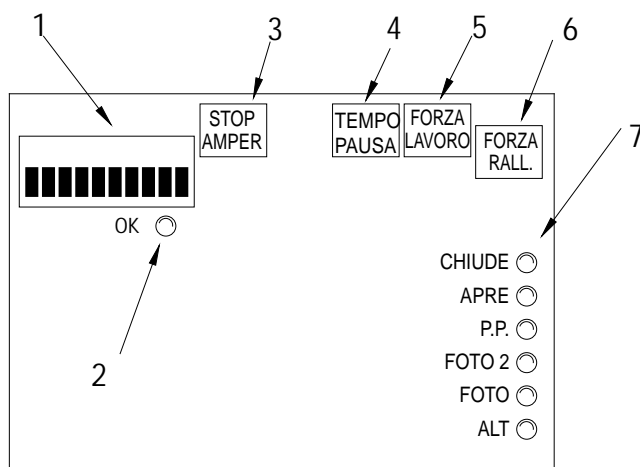 1
3
4
5
6
STOP
AMPER
TEMPO
PAUSA
FORZA
LAVORO
FORZA
RALL.
7
OK
2
CHIUDE
APRE
P.P.
FOTO 2
FOTO
ALT